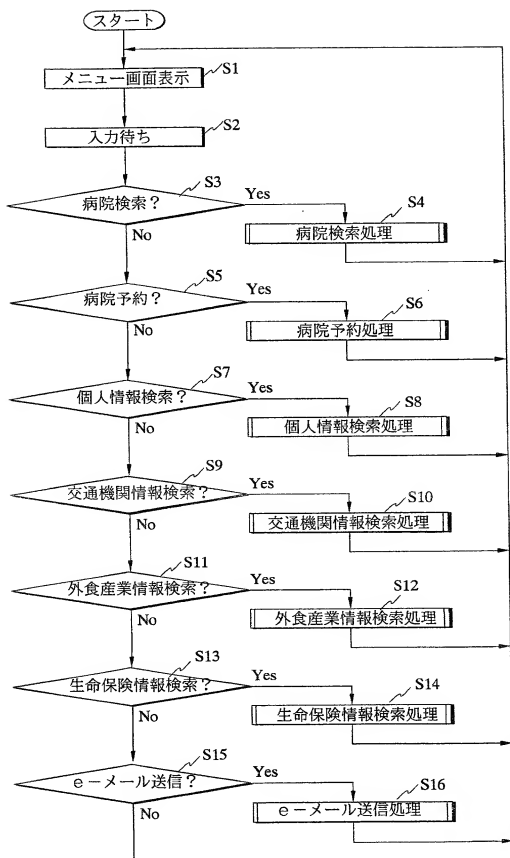 スタート
メニュー画面表示
S1
入力待ち
S2
病院検索?
S3
Yes
No
病院検索処理
S4
病院予約?
S5
Yes
No
病院予約処理
S6
個人情報検索?
S7
Yes
No
個人情報検索処理
S8
交通機関情報検索?
S9
Yes
No
交通機関情報検索処理
S10
外食産業情報検索?
S11
Yes
No
外食産業情報検索処理
S12
生命保険情報検索?
S13
Yes
No
生命保険情報検索処理
S14
e-メール送信?
S15
Yes
No
e-メール送信処理
S16